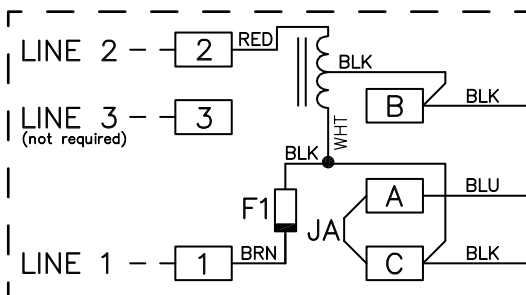 LINE 2 2 RED
BLK
B BLK
LINE 3 3
(not required)
WHT
BLK
F1
A BLU
JA
LINE 1 1 BRN
C BLK